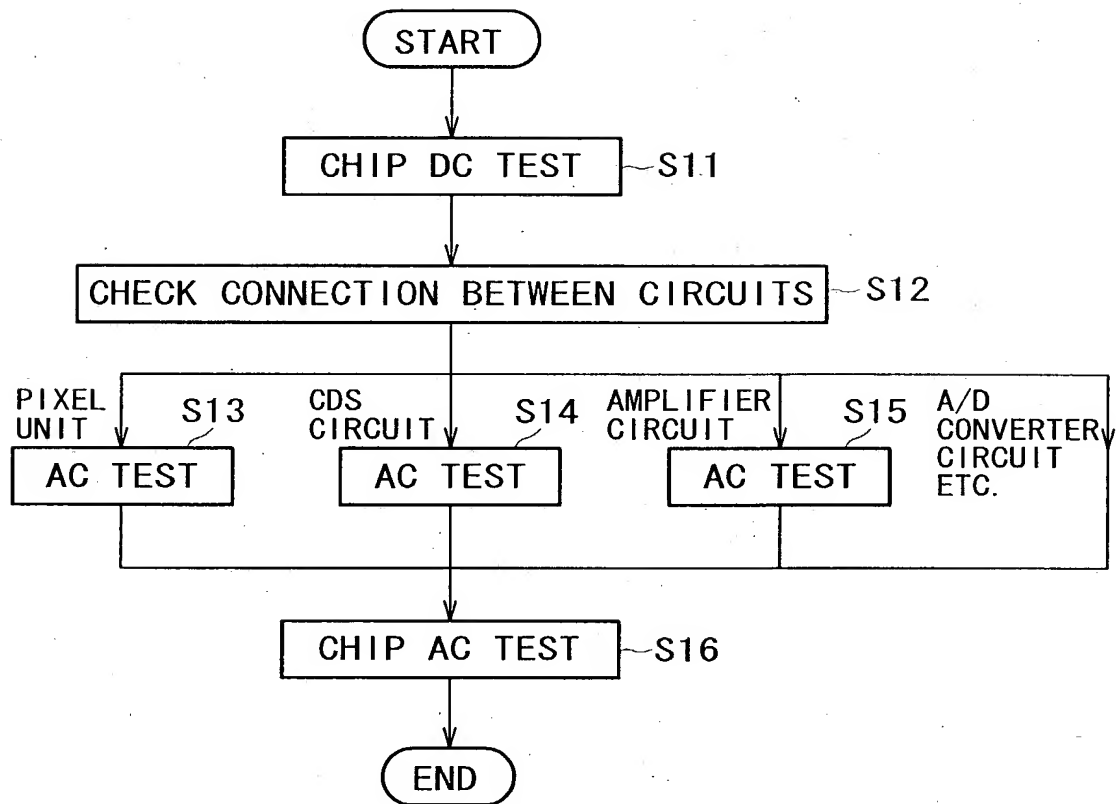 START
CHIP DC TEST
S11
CHECK CONNECTION BETWEEN CIRCUITS
S12
PIXEL
UNIT
S13
AC TEST
CDS
CIRCUIT
S14
AC TEST
AMPLIFIER
CIRCUIT
S15
AC TEST
A/D
CONVERTER
CIRCUIT
ETC.
CHIP AC TEST
S16
END